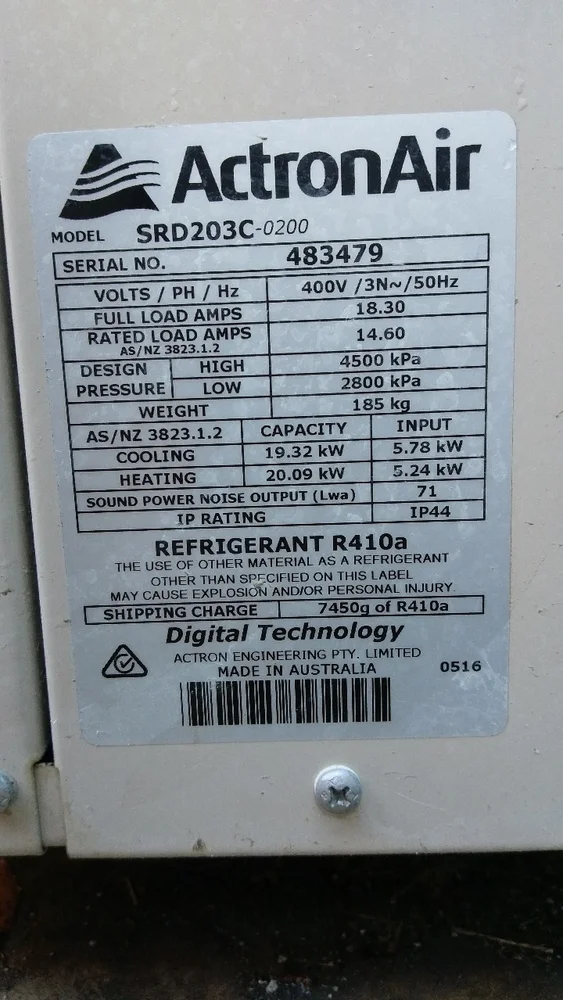 ActronAir
MODEL SRD203C-0200
SERIAL NO. 483479
VOLTS / PH / Hz 400V /3N~/50Hz
FULL LOAD AMPS 18.30
RATED LOAD AMPS 14.60
AS/NZ 3823.1.2
DESIGN PRESSURE HIGH 4500 kPa
LOW 2800 kPa
WEIGHT 185 kg
AS/NZ 3823.1.2 CAPACITY INPUT
COOLING 19.32 kW 5.78 kW
HEATING 20.09 kW 5.24 kW
SOUND POWER NOISE OUTPUT (Lwa) 71
IP RATING IP44
REFRIGERANT R410a
THE USE OF OTHER MATERIAL AS A REFRIGERANT
OTHER THAN SPECIFIED ON THIS LABEL
MAY CAUSE EXPLOSION AND/OR PERSONAL INJURY
SHIPPING CHARGE 7450g of R410a
Digital Technology
ACTRON ENGINEERING PTY. LIMITED
MADE IN AUSTRALIA 0516